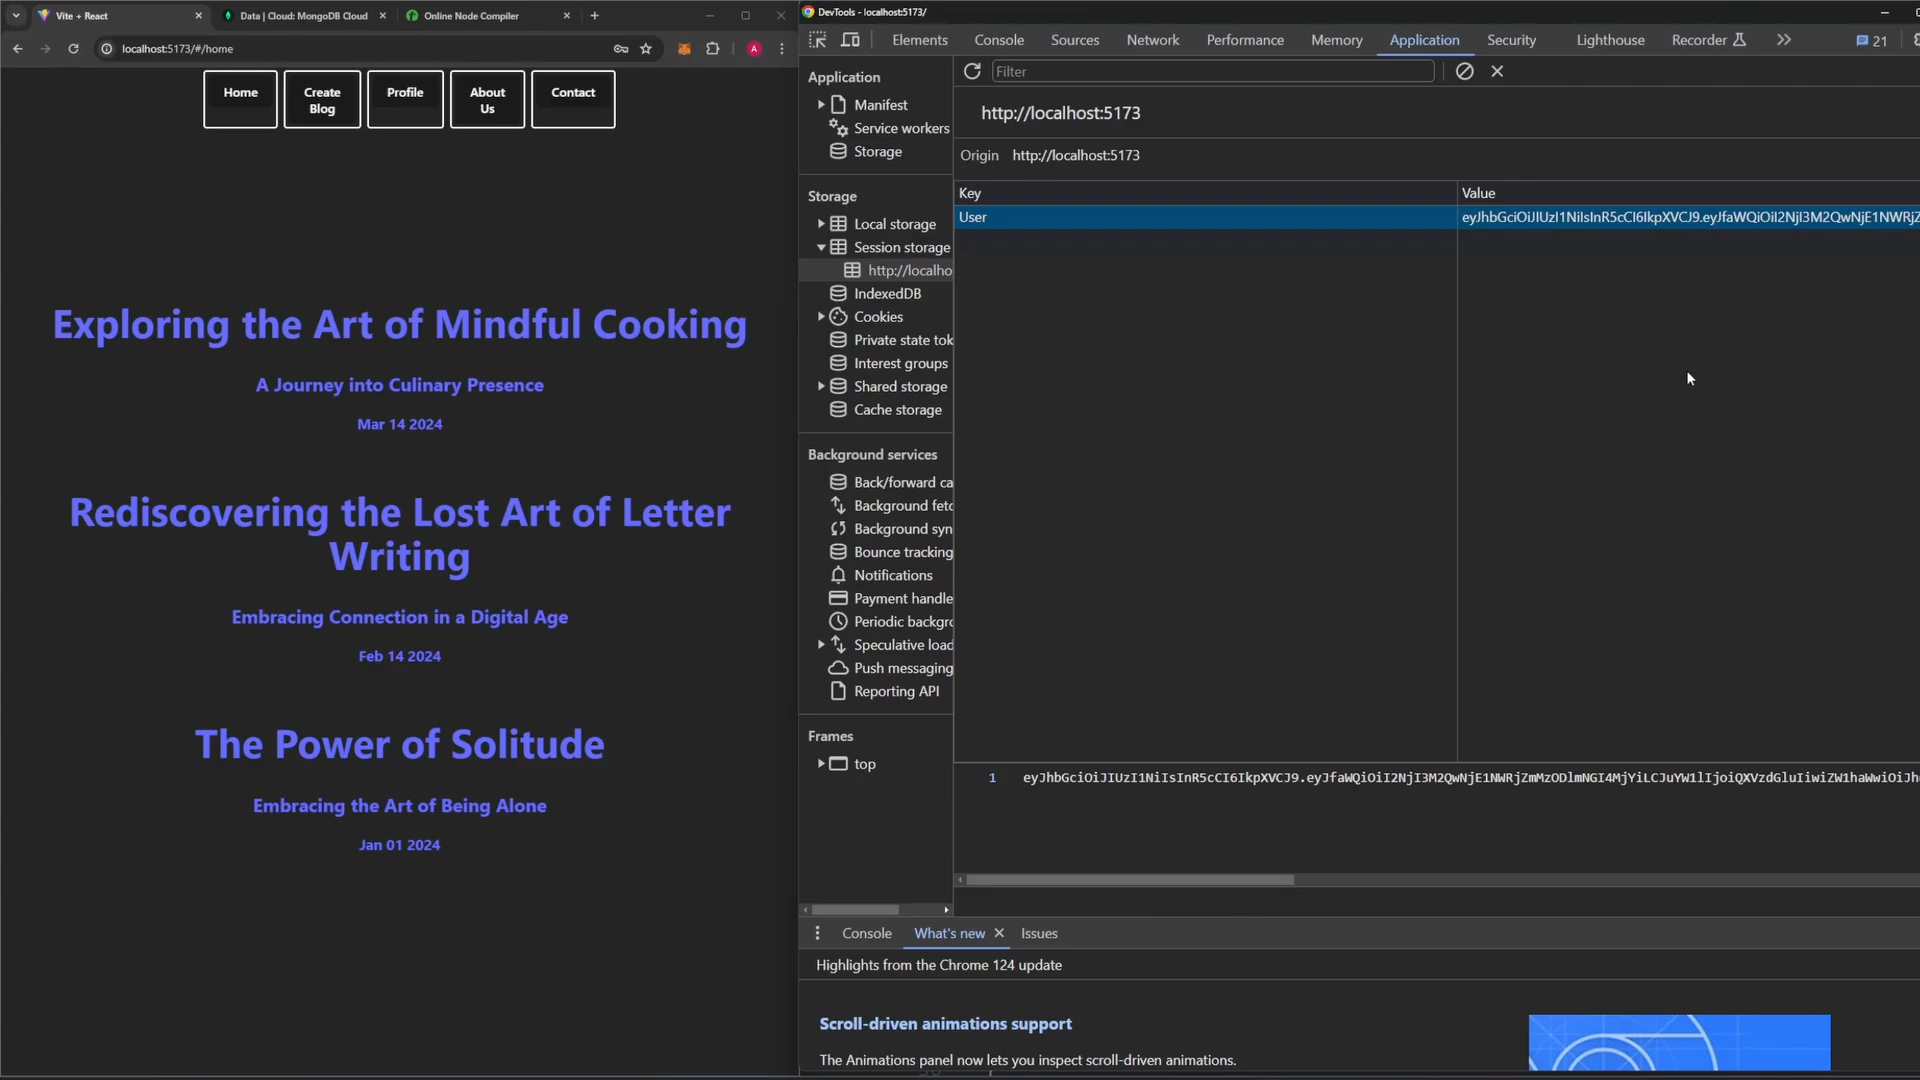 Vite + React
Data | Cloud: MongoDB Cloud
Online Node Compiler
localhost:5173/#/home
A
Home
Create
Blog
Profile
About
Us
Contact
Exploring the Art of Mindful Cooking
A Journey into Culinary Presence
Mar 14 2024
Rediscovering the Lost Art of Letter
Writing
Embracing Connection in a Digital Age
Feb 14 2024
The Power of Solitude
Embracing the Art of Being Alone
Jan 01 2024
DevTools - localhost:5173/
Elements
Console
Sources
Network
Performance
Memory
Application
Security
Lighthouse
Recorder
21
Application
Manifest
Service workers
Storage
Storage
Local storage
Session storage
http://localho
IndexedDB
Cookies
Private state tok
Interest groups
Shared storage
Cache storage
Background services
Back/forward ca
Background fetc
Background syn
Bounce tracking
Notifications
Payment handle
Periodic backgro
Speculative load
Push messaging
Reporting API
Frames
top
Filter
http://localhost:5173
Origin http://localhost:5173
Key Value
User eyJhbGciOiJIUzI1NiIsInR5cCI6IkpXVCJ9.eyJfaWQiOiI2NjI3M2QwNjE1NWRjZ
1 eyJhbGciOiJIUzI1NiIsInR5cCI6IkpXVCJ9.eyJfaWQiOiI2NjI3M2QwNjE1NWRjZmMzODlmNGI4MjYiLCJuYW1lIjoiQXVzdGluIiwiZW1haWwiOiJh
Console
What's new
Issues
Highlights from the Chrome 124 update
Scroll-driven animations support
The Animations panel now lets you inspect scroll-driven animations.